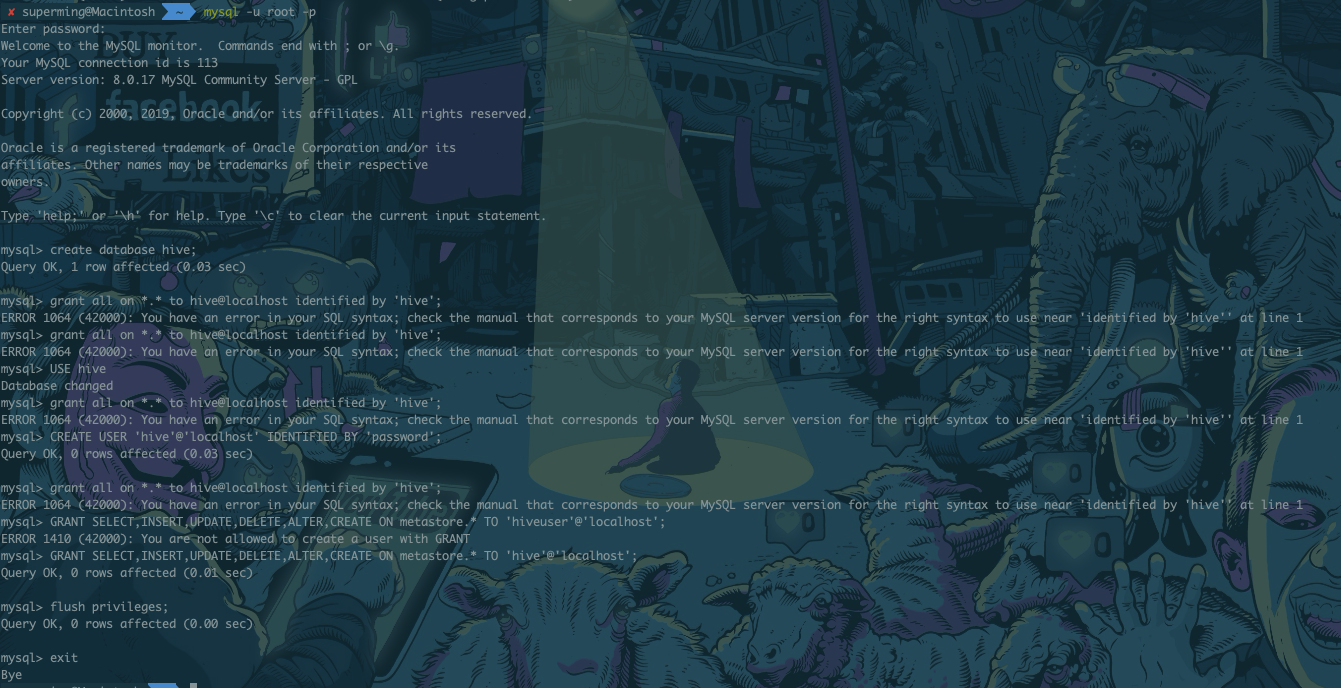 ✘ superming@Macintosh ~ mysql -u root -p
Enter password:
Welcome to the MySQL monitor.  Commands end with ; or \g.
Your MySQL connection id is 113
Server version: 8.0.17 MySQL Community Server - GPL
Copyright (c) 2000, 2019, Oracle and/or its affiliates. All rights reserved.
Oracle is a registered trademark of Oracle Corporation and/or its
affiliates. Other names may be trademarks of their respective
owners.
Type 'help;' or '\h' for help. Type '\c' to clear the current input statement.
mysql> create database hive;
Query OK, 1 row affected (0.03 sec)
mysql> grant all on *.* to hive@localhost identified by 'hive';
ERROR 1064 (42000): You have an error in your SQL syntax; check the manual that corresponds to your MySQL server version for the right syntax to use near 'identified by 'hive'' at line 1
mysql> grant all on *.* to hive@localhost identified by 'hive';
ERROR 1064 (42000): You have an error in your SQL syntax; check the manual that corresponds to your MySQL server version for the right syntax to use near 'identified by 'hive'' at line 1
mysql> USE hive
Database changed
mysql> grant all on *.* to hive@localhost identified by 'hive';
ERROR 1064 (42000): You have an error in your SQL syntax; check the manual that corresponds to your MySQL server version for the right syntax to use near 'identified by 'hive'' at line 1
mysql> CREATE USER 'hive'@'localhost' IDENTIFIED BY 'password';
Query OK, 0 rows affected (0.03 sec)
mysql> grant all on *.* to hive@localhost identified by 'hive';
ERROR 1064 (42000): You have an error in your SQL syntax; check the manual that corresponds to your MySQL server version for the right syntax to use near 'identified by 'hive'' at line 1
mysql> GRANT SELECT,INSERT,UPDATE,DELETE,ALTER,CREATE ON metastore.* TO 'hiveuser'@'localhost';
ERROR 1410 (42000): You are not allowed to create a user with GRANT
mysql> GRANT SELECT,INSERT,UPDATE,DELETE,ALTER,CREATE ON metastore.* TO 'hive'@'localhost';
Query OK, 0 rows affected (0.01 sec)
mysql> flush privileges;
Query OK, 0 rows affected (0.00 sec)
mysql> exit
Bye
BUY
facebook
Likes
0
0
0
0